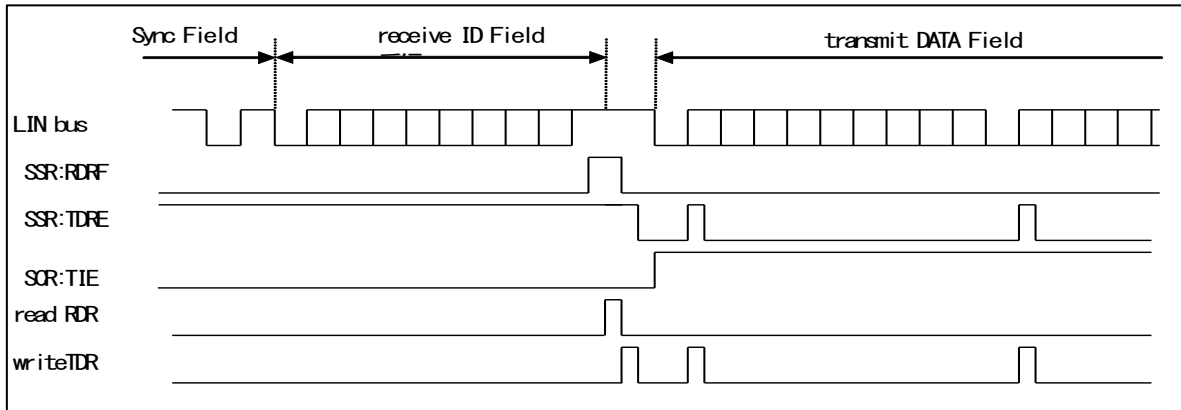 Sync Field receive ID Field transmit DATA Field
LIN bus
SSR:RDRF
SSR:TDRE
SCR:TIE
read RDR
writeTDR